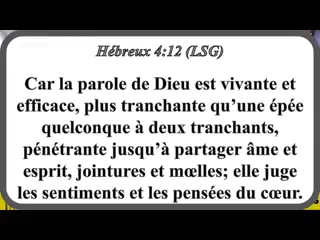 Hébreux 4:12 (LSG)
Car la parole de Dieu est vivante et
efficace, plus tranchante qu’une épée
quelconque à deux tranchants,
pénétrante jusqu’à partager âme et
esprit, jointures et mœlles; elle juge
les sentiments et les pensées du cœur.